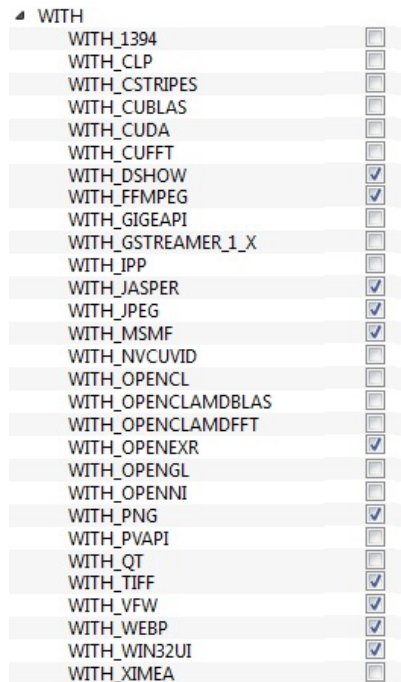 WITH
WITH_1394
WITH_CLP
WITH_CSTRIPES
WITH_CUBLAS
WITH_CUDA
WITH_CUFFT
WITH_DSHOW
WITH_FFMPEG
WITH_GIGEAPI
WITH_GSTREAMER_1_X
WITH_IPP
WITH_JASPER
WITH_JPEG
WITH_MSMF
WITH_NVCUVID
WITH_OPENCL
WITH_OPENCLAMDBLAS
WITH_OPENCLAMDFFT
WITH_OPENEXR
WITH_OPENGL
WITH_OPENNI
WITH_PNG
WITH_PVAPI
WITH_QT
WITH_TIFF
WITH_VFW
WITH_WEBP
WITH_WIN32UI
WITH_XIMEA